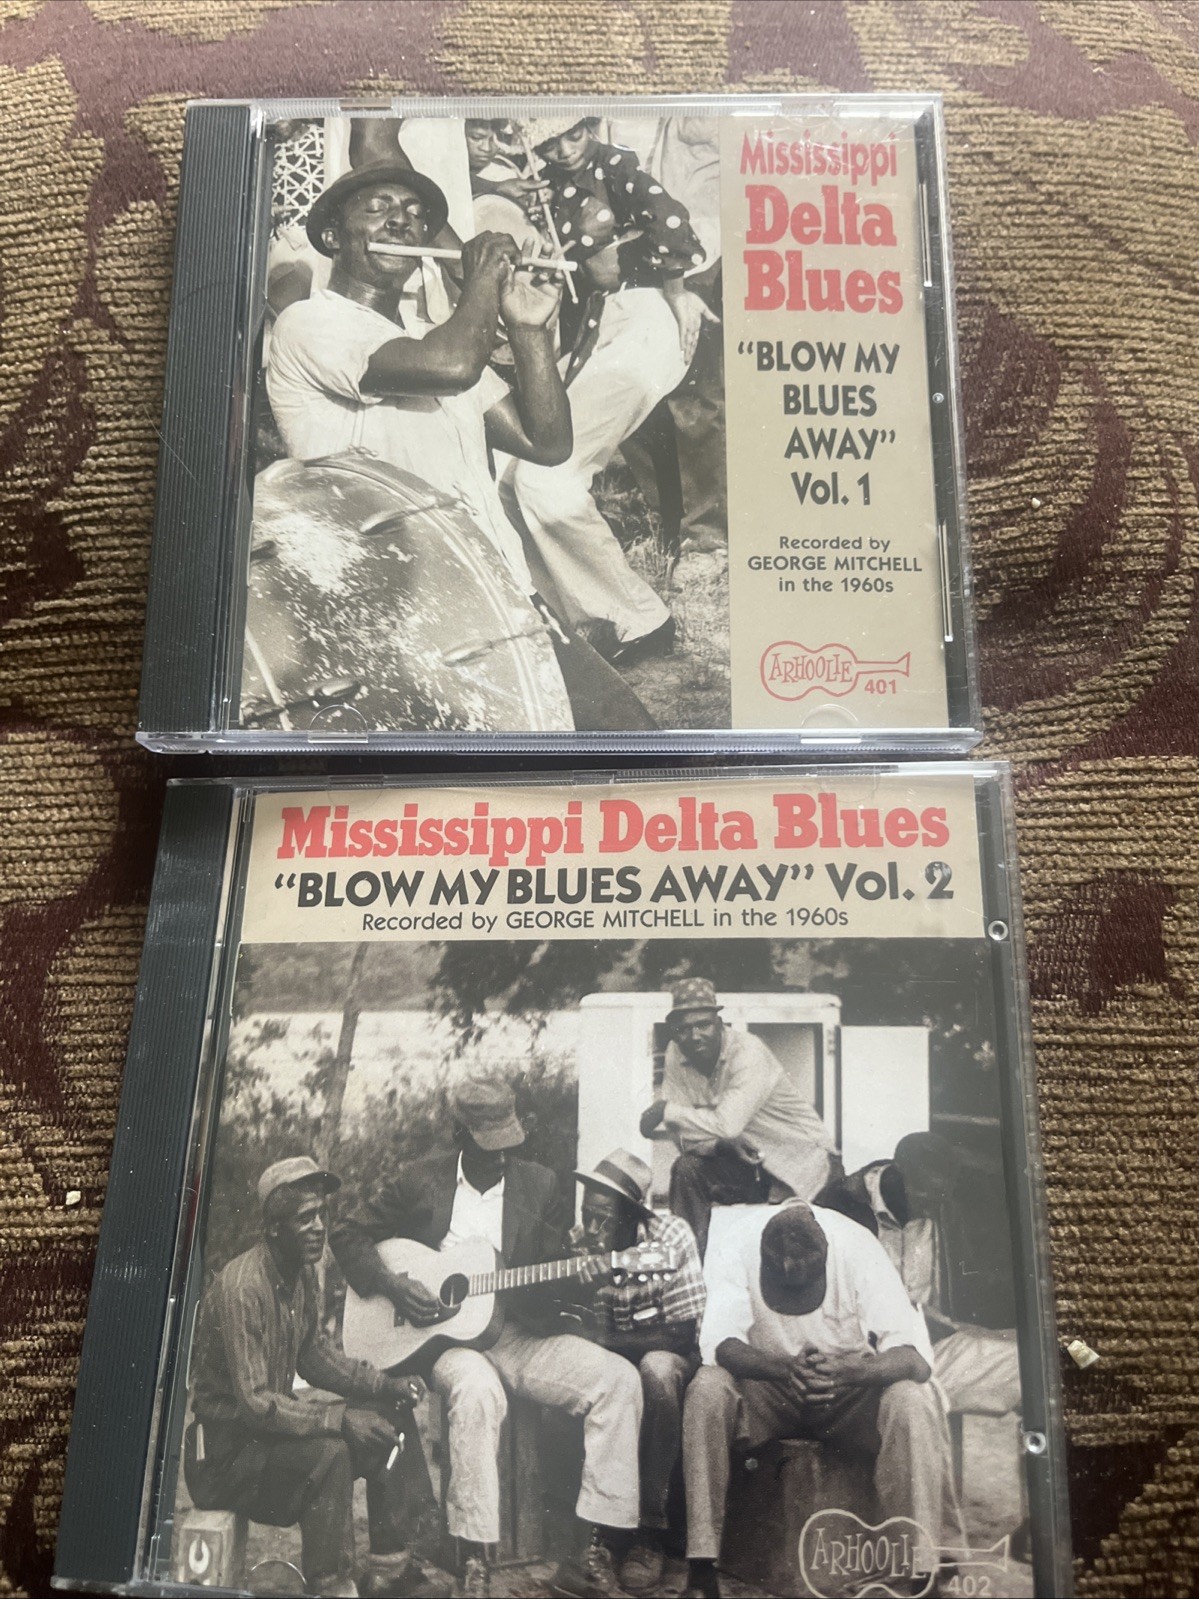 Mississippi
Delta
Blues
“BLOW MY
BLUES
AWAY”
Vol. 1
Recorded by
GEORGE MITCHELL
in the 1960s
ARHOOLIE
401
Mississippi Delta Blues
“BLOW MY BLUES AWAY” Vol. 2
Recorded by GEORGE MITCHELL in the 1960s
ARHOOLIE
402